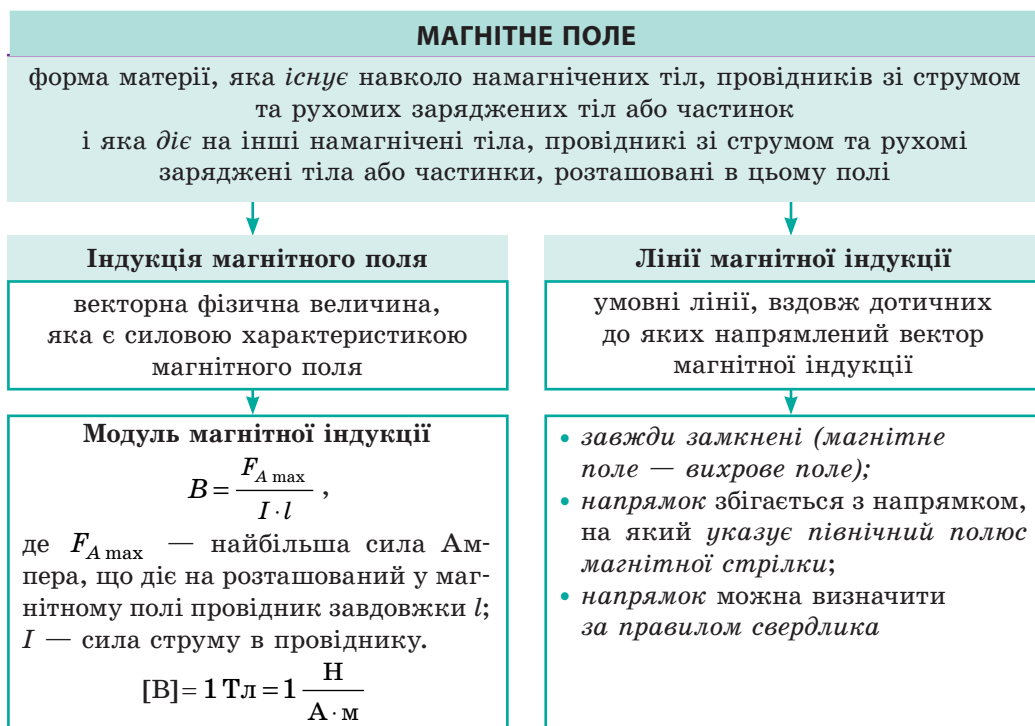 МАГНІТНЕ ПОЛЕ
форма матерії, яка існує навколо намагнічених тіл, провідників зі струмом
та рухомих заряджених тіл або частинок
і яка діє на інші намагнічені тіла, провідникі зі струмом та рухомі
заряджені тіла або частинки, розташовані в цьому полі
Індукція магнітного поля
векторна фізична величина,
яка є силовою характеристикою
магнітного поля
Модуль магнітної індукції
B = F_{A max} / (I · l) ,
де F_{A max} — найбільша сила Ам-
пера, що діє на розташований у маг-
нітному полі провідник завдовжки l;
I — сила струму в провіднику.
[B] = 1 Тл = 1 Н / (А · м)
Лінії магнітної індукції
умовні лінії, вздовж дотичних
до яких напрямлений вектор
магнітної індукції
• завжди замкнені (магнітне
поле — вихрове поле);
• напрямок збігається з напрямком,
на який указує північний полюс
магнітної стрілки;
• напрямок можна визначити
за правилом свердлика